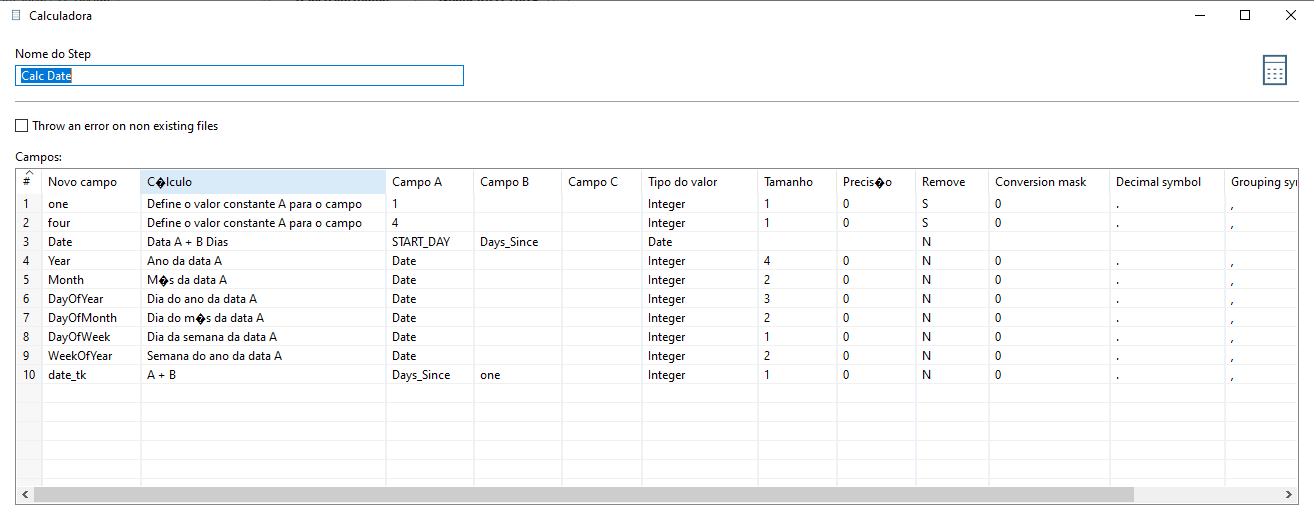 Calculadora
Nome do Step
Calc Date
Throw an error on non existing files
Campos:
# Novo campo C�lculo Campo A Campo B Campo C Tipo do valor Tamanho Precis�o Remove Conversion mask Decimal symbol Grouping syn
1 one Define o valor constante A para o campo 1 Integer 1 0 S 0 . ,
2 four Define o valor constante A para o campo 4 Integer 1 0 S 0 . ,
3 Date Data A + B Dias START_DAY Days_Since Date N
4 Year Ano da data A Date Integer 4 0 N 0 . ,
5 Month M�s da data A Date Integer 2 0 N 0 . ,
6 DayOfYear Dia do ano da data A Date Integer 3 0 N 0 . ,
7 DayOfMonth Dia do m�s da data A Date Integer 2 0 N 0 . ,
8 DayOfWeek Dia da semana da data A Date Integer 1 0 N 0 . ,
9 WeekOfYear Semana do ano da data A Date Integer 2 0 N 0 . ,
10 date_tk A + B Days_Since one Integer 1 0 N 0 . ,